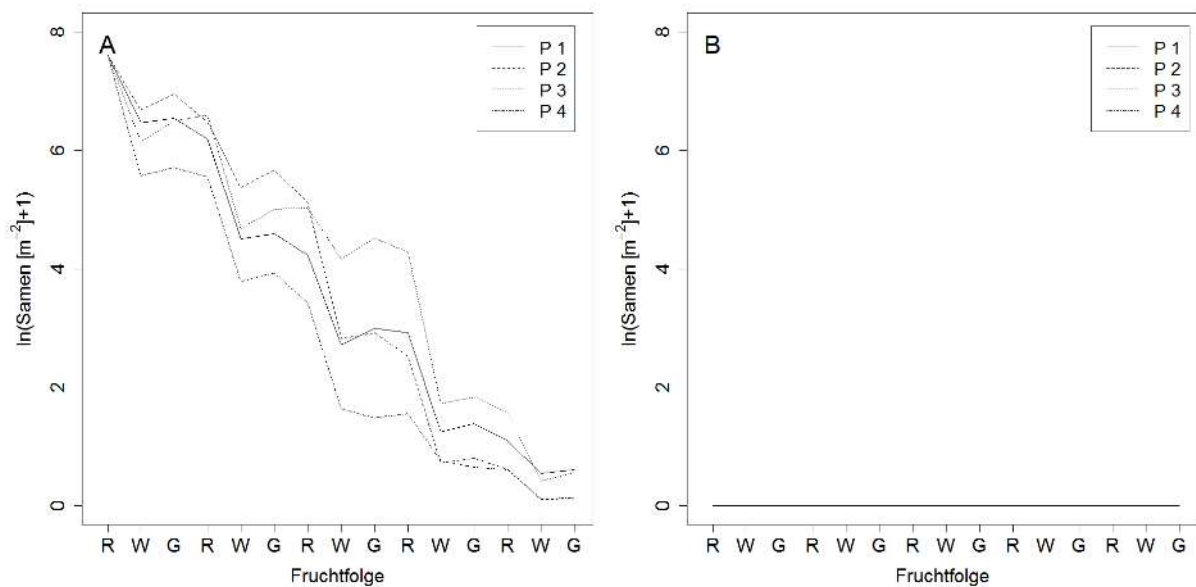 A
P 1
P 2
P 3
P 4
8
6
4
2
0
ln(Samen [m⁻²]+1)
R W G R W G R W G R W G R W G
Fruchtfolge
B
P 1
P 2
P 3
P 4
8
6
4
2
0
ln(Samen [m⁻²]+1)
R W G R W G R W G R W G R W G
Fruchtfolge